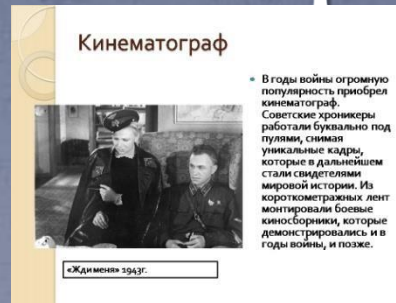 Кинематограф
В годы войны огромную
популярность приобрел
кинематограф.
Советские хроникеры
работали буквально под
пулями, снимая
уникальные кадры,
которые в дальнейшем
стали свидетелями
мировой истории. Из
короткометражных лент
монтировали боевые
киносборники, которые
демонстрировались и в
годы войны, и позже.
«Жди меня» 1943г.